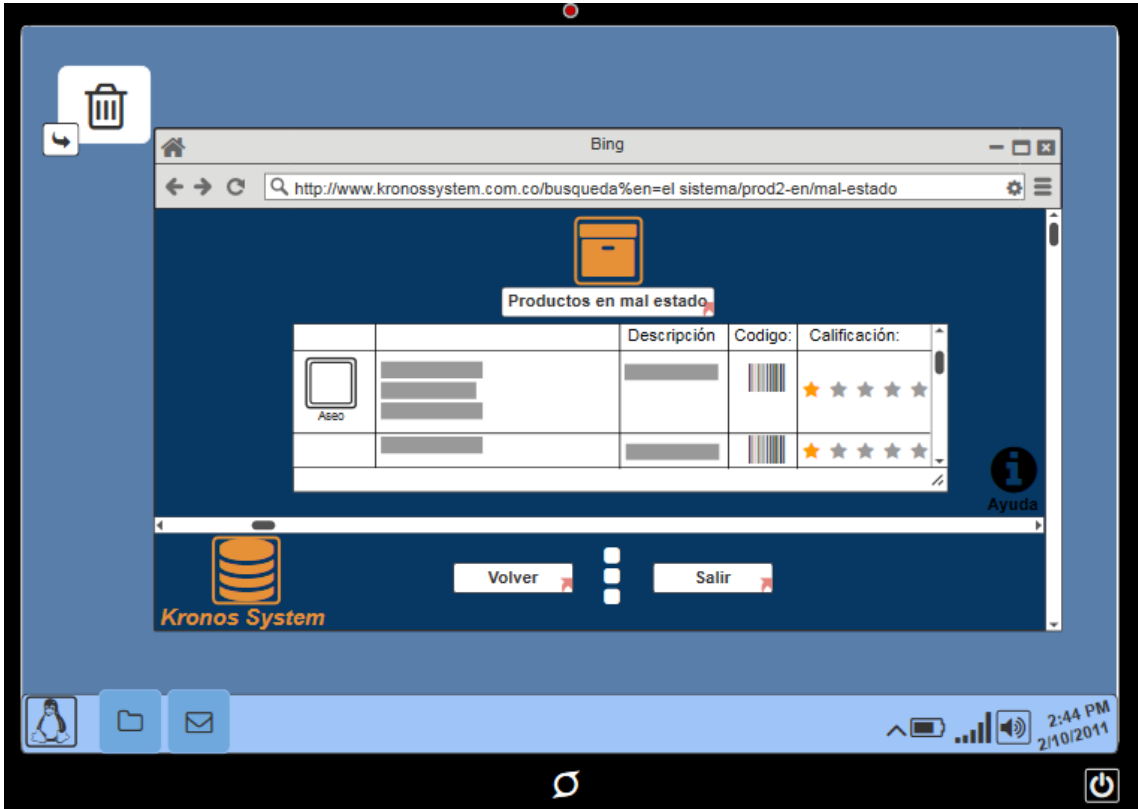 Bing
http://www.kronossystem.com.co/busqueda%en=el sistema/prod2-en/mal-estado
Productos en mal estado
Descripción Codigo: Calificación:
Aseo
Ayuda
Volver Salir
Kronos System
2:44 PM
2/10/2011